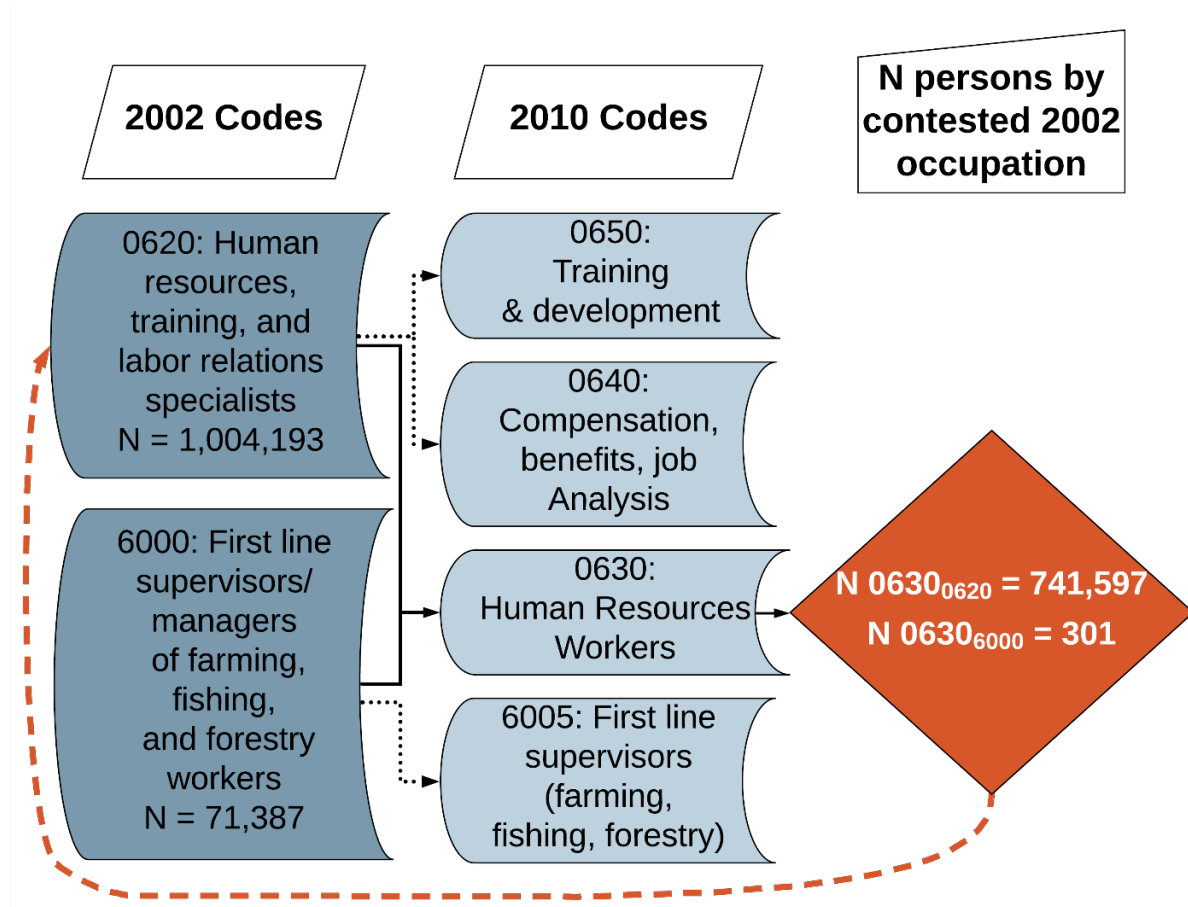 2002 Codes
2010 Codes
N persons by
contested 2002
occupation
0620: Human
resources,
training, and
labor relations
specialists
N = 1,004,193
6000: First line
supervisors/
managers
of farming,
fishing,
and forestry
workers
N = 71,387
0650:
Training
& development
0640:
Compensation,
benefits, job
Analysis
0630:
Human Resources
Workers
6005: First line
supervisors
(farming,
fishing, forestry)
N 0630₀₆₂₀ = 741,597
N 0630₆₀₀₀ = 301